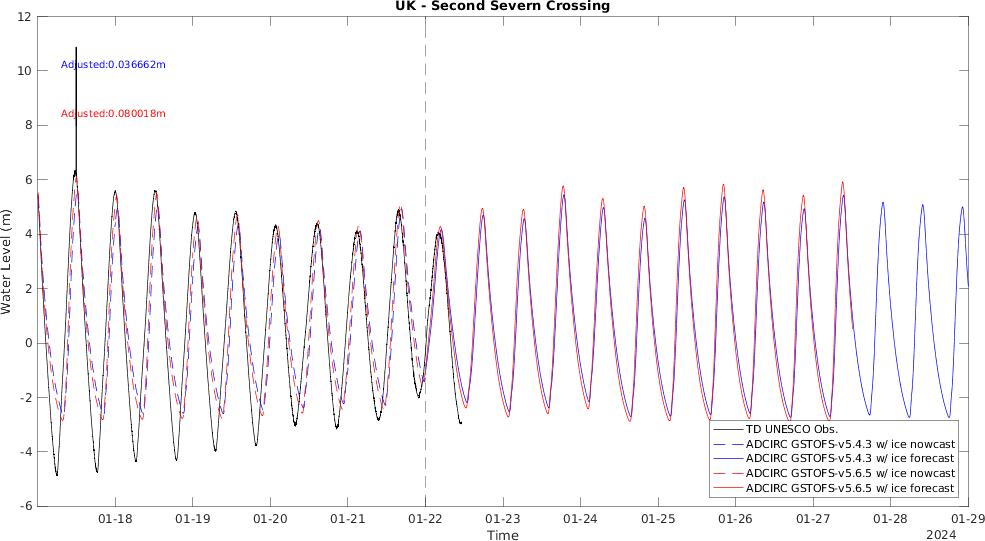 UK - Second Severn Crossing
12
10
8
6
4
2
0
-2
-4
-6
Water Level (m)
Adjusted:0.036662m
Adjusted:0.080018m
TD UNESCO Obs.
ADCIRC GSTOFS-v5.4.3 w/ ice nowcast
ADCIRC GSTOFS-v5.4.3 w/ ice forecast
ADCIRC GSTOFS-v5.6.5 w/ ice nowcast
ADCIRC GSTOFS-v5.6.5 w/ ice forecast
01-18 01-19 01-20 01-21 01-22 01-23 01-24 01-25 01-26 01-27 01-28 01-29
Time
2024